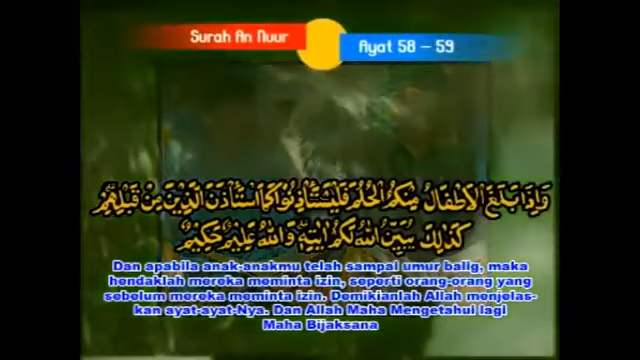 Surah An Nuur
Ayat 58 - 59
وَإِذَا بَلَغَ الْأَطْفَالُ مِنكُمُ الْحُلُمَ فَلْيَسْتَأْذِنُوا كَمَا اسْتَأْذَنَ الَّذِينَ مِنْ قَبْلِهِمْ
كَذَٰلِكَ يُبَيِّنُ اللَّهُ لَكُمْ آيَاتِهِ وَاللَّهُ عَلِيمٌ حَكِيمٌ
Dan apabila anak-anakmu telah sampai umur balig, maka
hendaklah mereka meminta izin, seperti orang-orang yang
sebelum mereka meminta izin. Demikianlah Allah menjelas-
kan ayat-ayat-Nya. Dan Allah Maha Mengetahui lagi
Maha Bijaksana